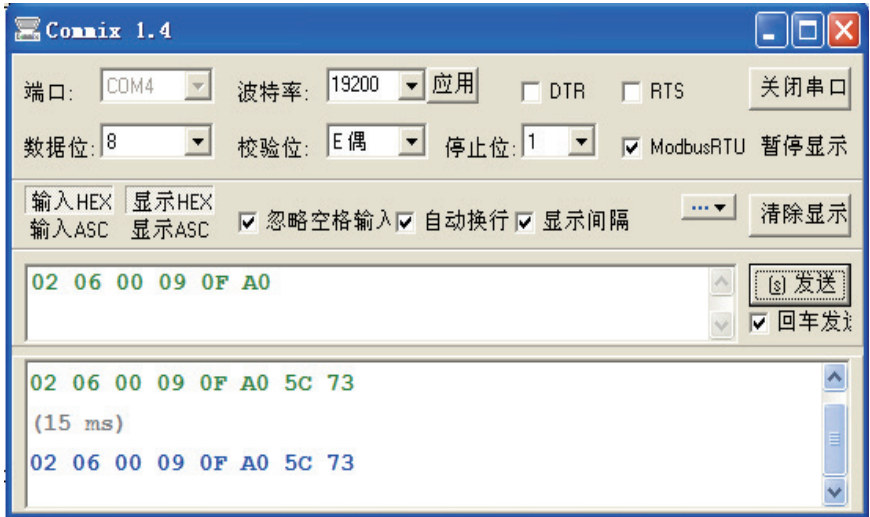 Commix 1.4
端口: COM4 波特率: 19200 应用 DTR RTS 关闭串口
数据位: 8 校验位: E偶 停止位: 1 ModbusRTU 暂停显示
输入HEX 显示HEX
输入ASC 显示ASC 忽略空格输入 自动换行 显示间隔 ... 清除显示
02 06 00 09 0F A0 (s) 发送
回车发送
02 06 00 09 0F A0 5C 73
(15 ms)
02 06 00 09 0F A0 5C 73